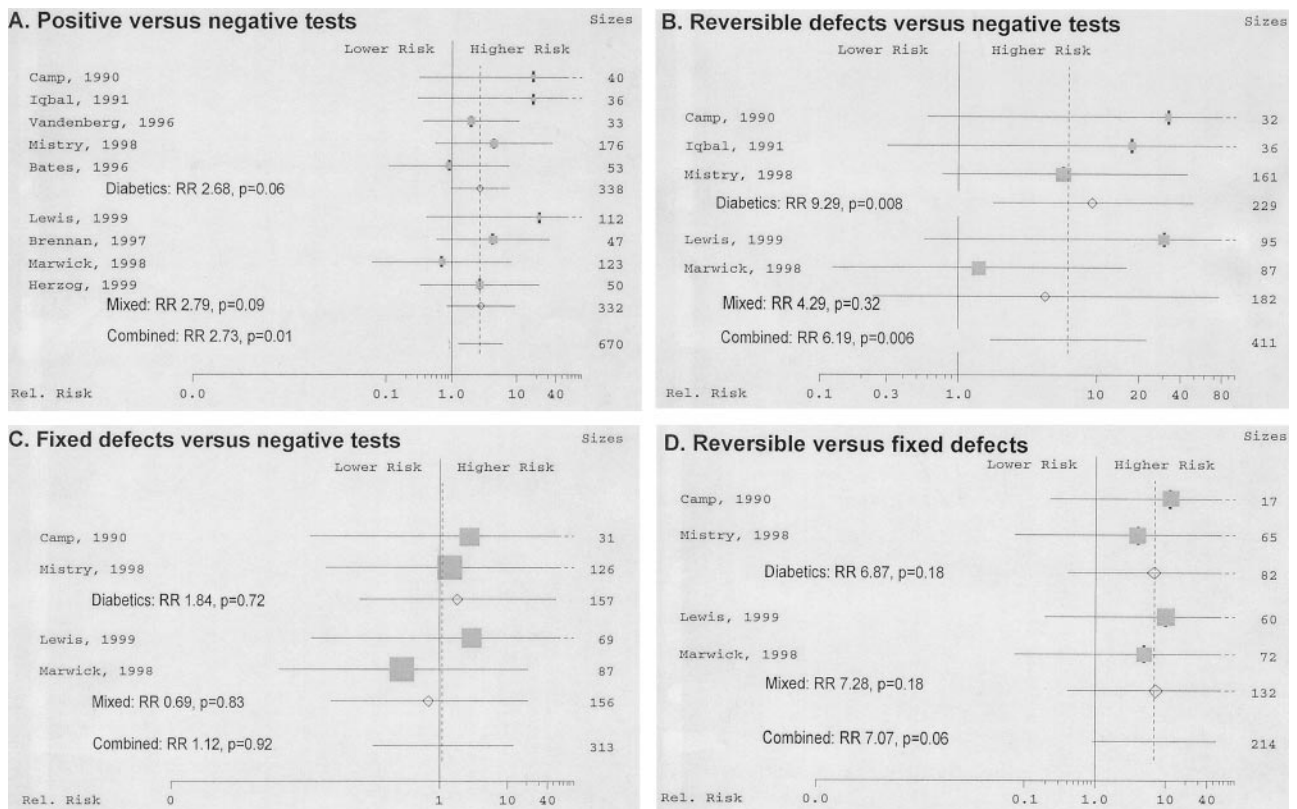 A. Positive versus negative tests Sizes
Lower Risk Higher Risk
Camp, 1990 40
Iqbal, 1991 36
Vandenberg, 1996 33
Mistry, 1998 176
Bates, 1996 53
Diabetics: RR 2.68, p=0.06 338
Lewis, 1999 112
Brennan, 1997 47
Marwick, 1998 123
Herzog, 1999 50
Mixed: RR 2.79, p=0.09 332
Combined: RR 2.73, p=0.01 670
Rel. Risk 0.0 0.1 1.0 10 40
B. Reversible defects versus negative tests Sizes
Lower Risk Higher Risk
Camp, 1990 32
Iqbal, 1991 36
Mistry, 1998 161
Diabetics: RR 9.29, p=0.008 229
Lewis, 1999 95
Marwick, 1998 87
Mixed: RR 4.29, p=0.32 182
Combined: RR 6.19, p=0.006 411
Rel. Risk 0.1 0.3 1.0 10 20 40 80
C. Fixed defects versus negative tests Sizes
Lower Risk Higher Risk
Camp, 1990 31
Mistry, 1998 126
Diabetics: RR 1.84, p=0.72 157
Lewis, 1999 69
Marwick, 1998 87
Mixed: RR 0.69, p=0.83 156
Combined: RR 1.12, p=0.92 313
Rel. Risk 0 1 10 40
D. Reversible versus fixed defects Sizes
Lower Risk Higher Risk
Camp, 1990 17
Mistry, 1998 65
Diabetics: RR 6.87, p=0.18 82
Lewis, 1999 60
Marwick, 1998 72
Mixed: RR 7.28, p=0.18 132
Combined: RR 7.07, p=0.06 214
Rel. Risk 0.0 0.1 1.0 10 40